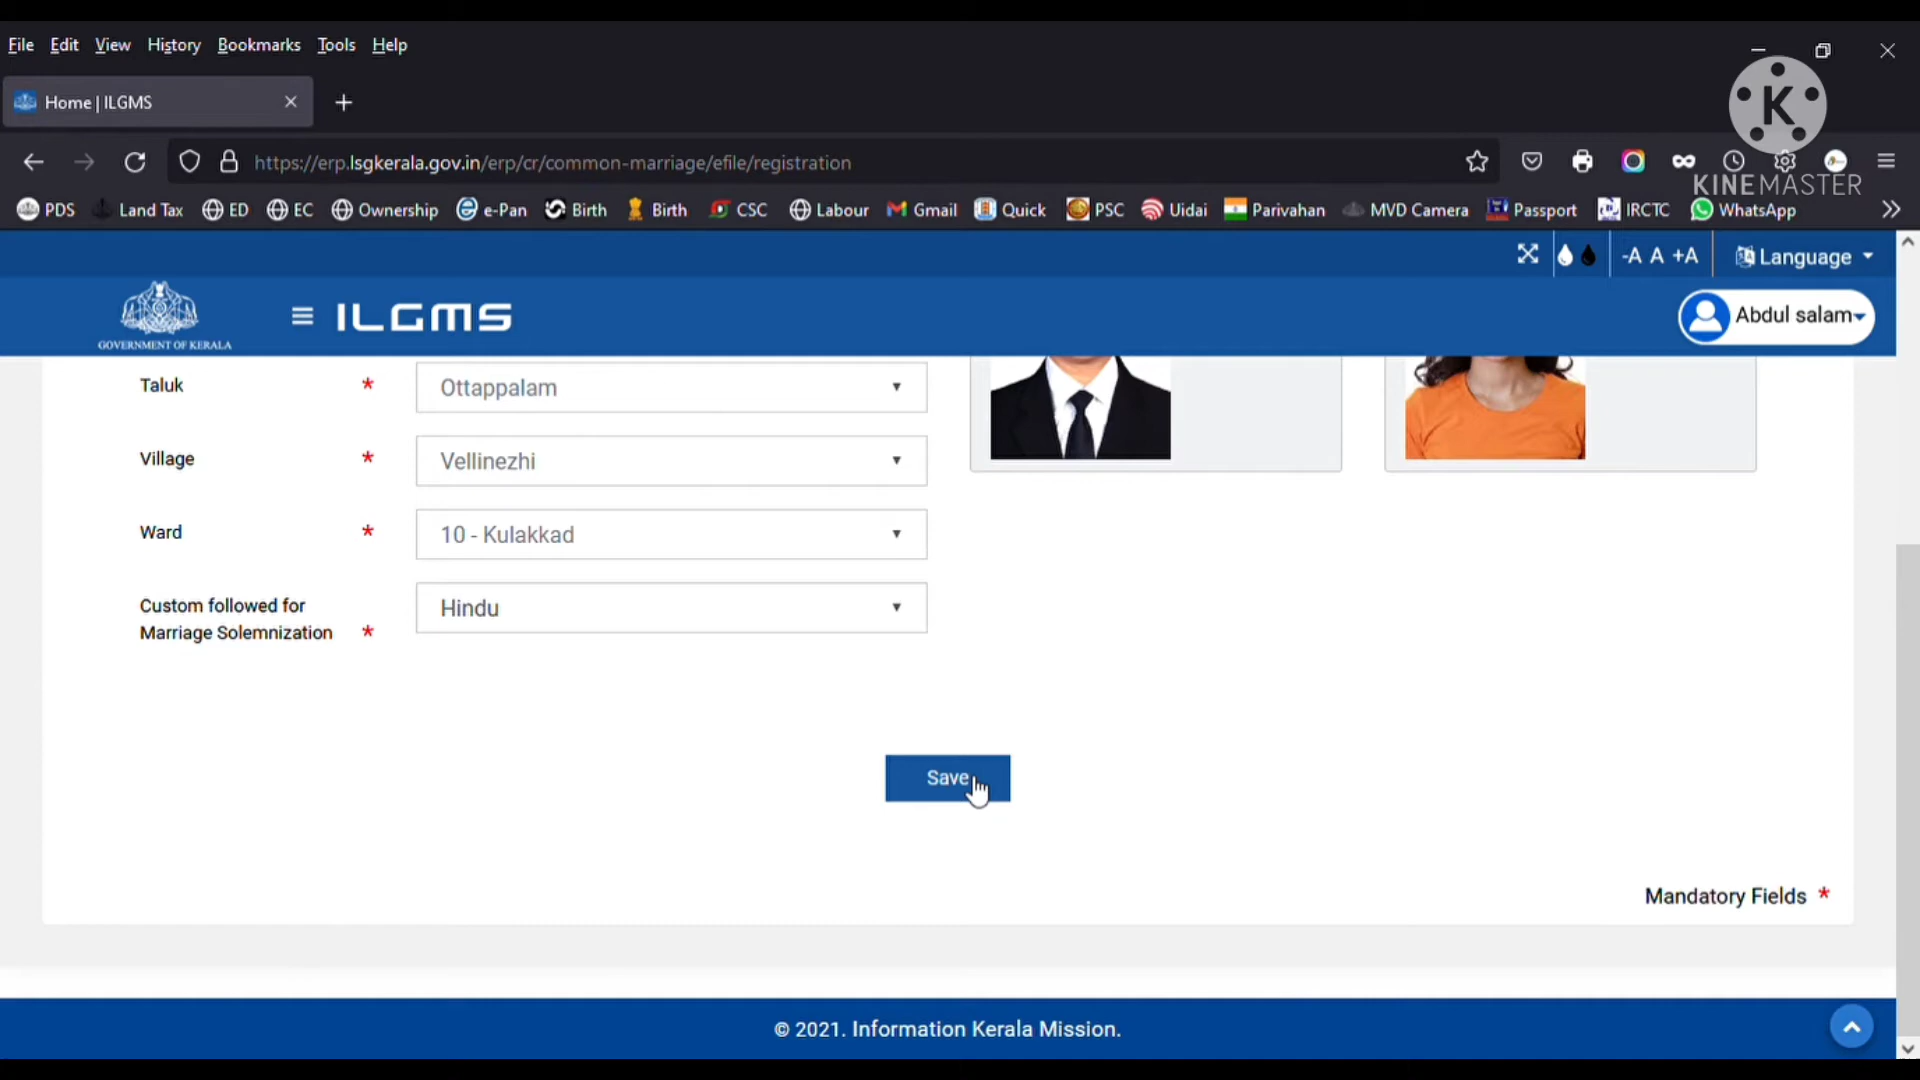 File Edit View History Bookmarks Tools Help
Home | ILGMS
https://erp.lsgkerala.gov.in/erp/cr/common-marriage/efile/registration
K
KINEMASTER
PDS Land Tax ED EC Ownership e-Pan Birth Birth CSC Labour Gmail Quick PSC Uidai Parivahan MVD Camera Passport IRCTC WhatsApp
-A A +A Language
GOVERNMENT OF KERALA
ILGMS
Abdul salam
Taluk * Ottappalam
Village * Vellinezhi
Ward * 10 - Kulakkad
Custom followed for
Marriage Solemnization * Hindu
Save
Mandatory Fields *
© 2021. Information Kerala Mission.